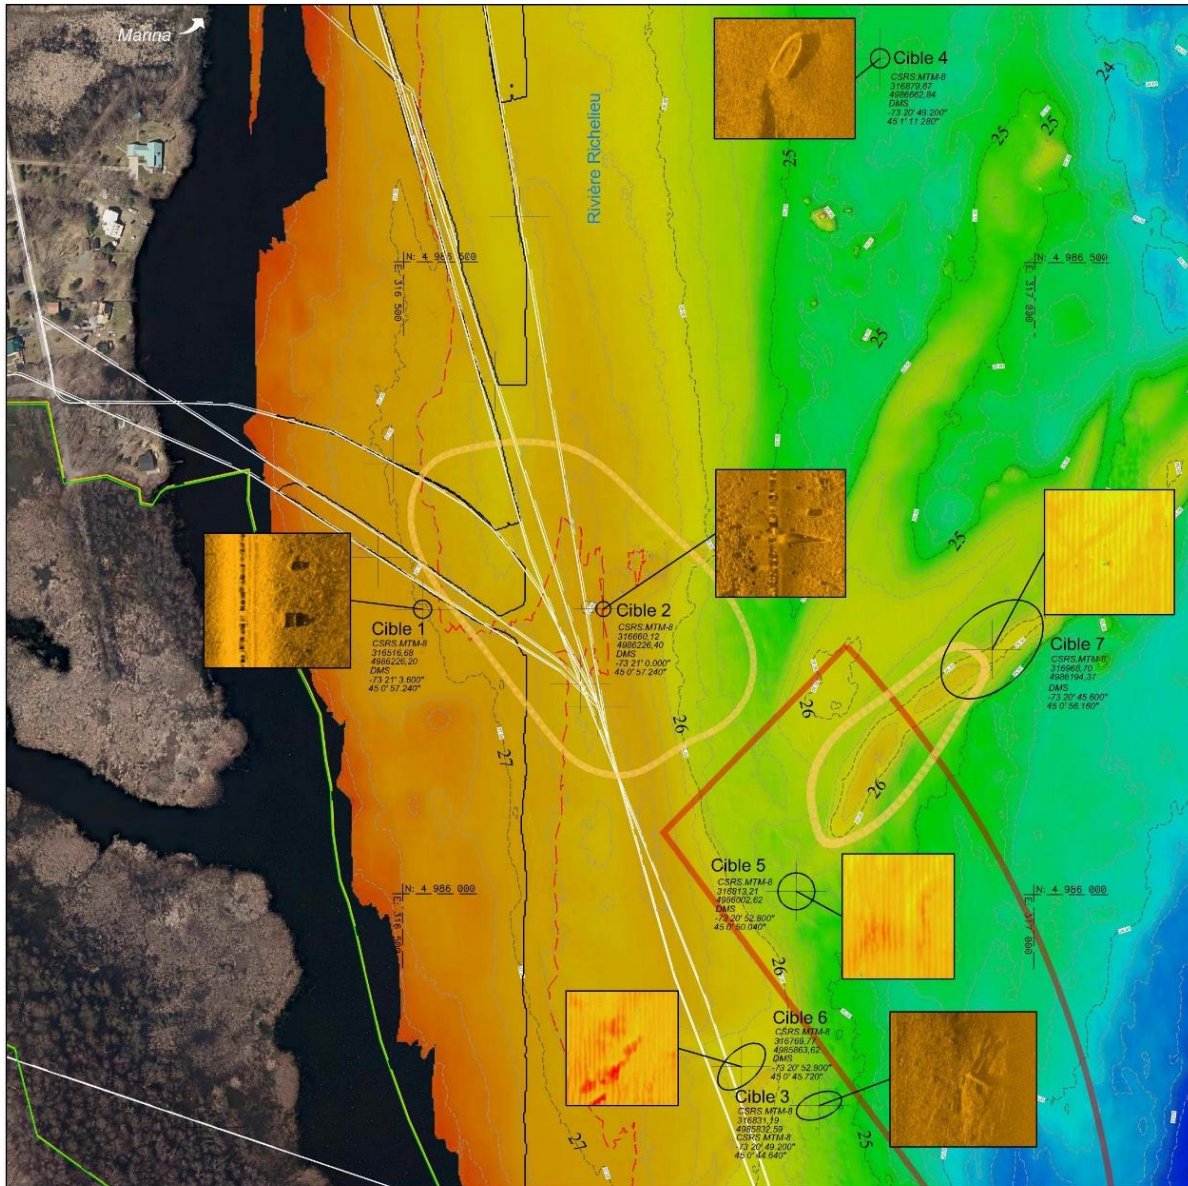 Marina
Rivière Richelieu
Cible 4
CSRS.MTM-8
316879,67
4986662,84
DMS
-73 20' 49.200"
45 1' 11.280"
24
25
25
25
N: 4 986 500
E: 316 500
N: 4 986 500
25
25
Cible 1
CSRS.MTM-8
316516,68
4986226,20
DMS
-73 21' 3.600"
45 0' 57.240"
Cible 2
CSRS.MTM-8
316660,12
4986226,40
DMS
-73 21' 0.000"
45 0' 57.240"
Cible 7
CSRS.MTM-8
316968,70
4986194,37
DMS
-73 20' 45.600"
45 0' 56.160"
26
26
27
26
Cible 5
CSRS.MTM-8
316813,21
4986002,62
DMS
-73 20' 52.800"
45 0' 50.040"
N: 4 986 000
E: 316 500
N: 4 986 000
26
Cible 6
CSRS.MTM-8
316769,77
4985863,62
DMS
-73 20' 52.800"
45 0' 45.720"
Cible 3
CSRS.MTM-8
316831,19
4985832,59
CSRS.MTM-8
-73 20' 49.200"
45 0' 44.640"
27
25